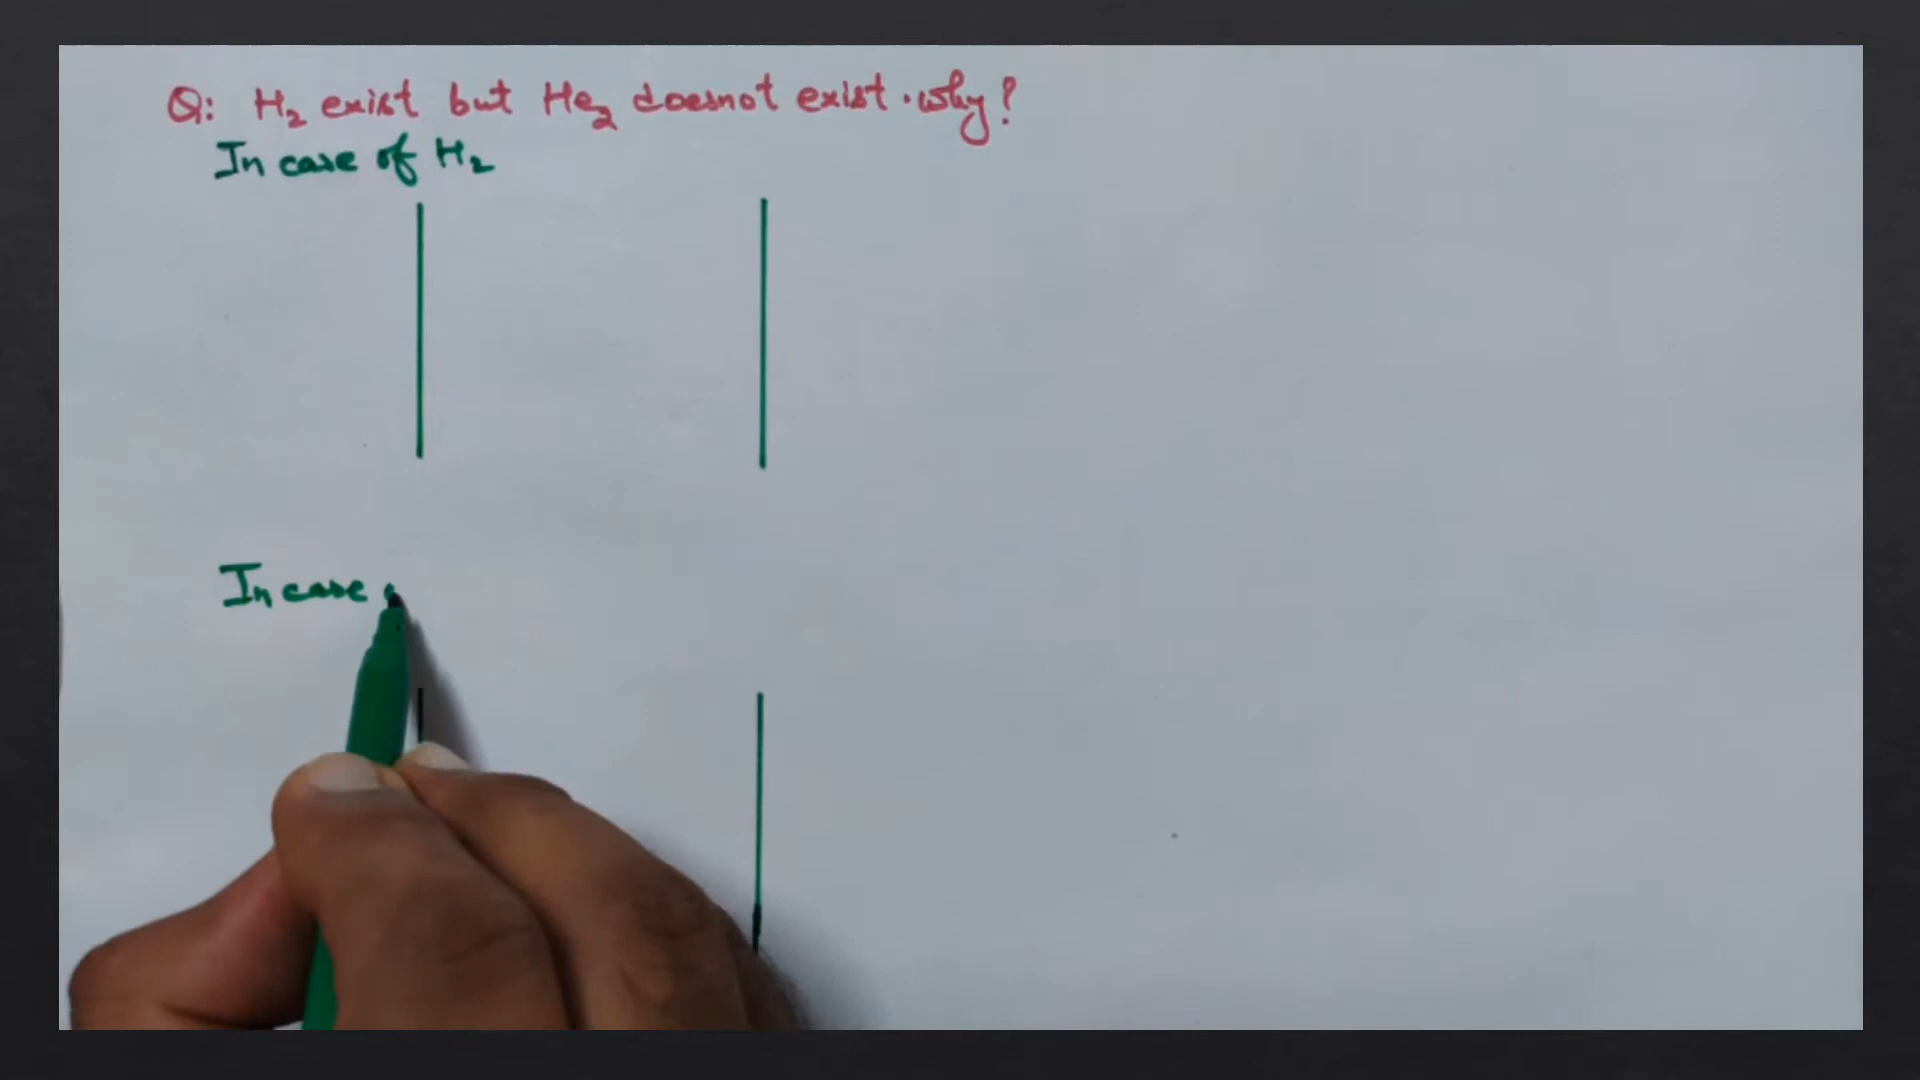 Q: H₂ exist but He₂ doesnot exist. why?
In case of H₂
In case